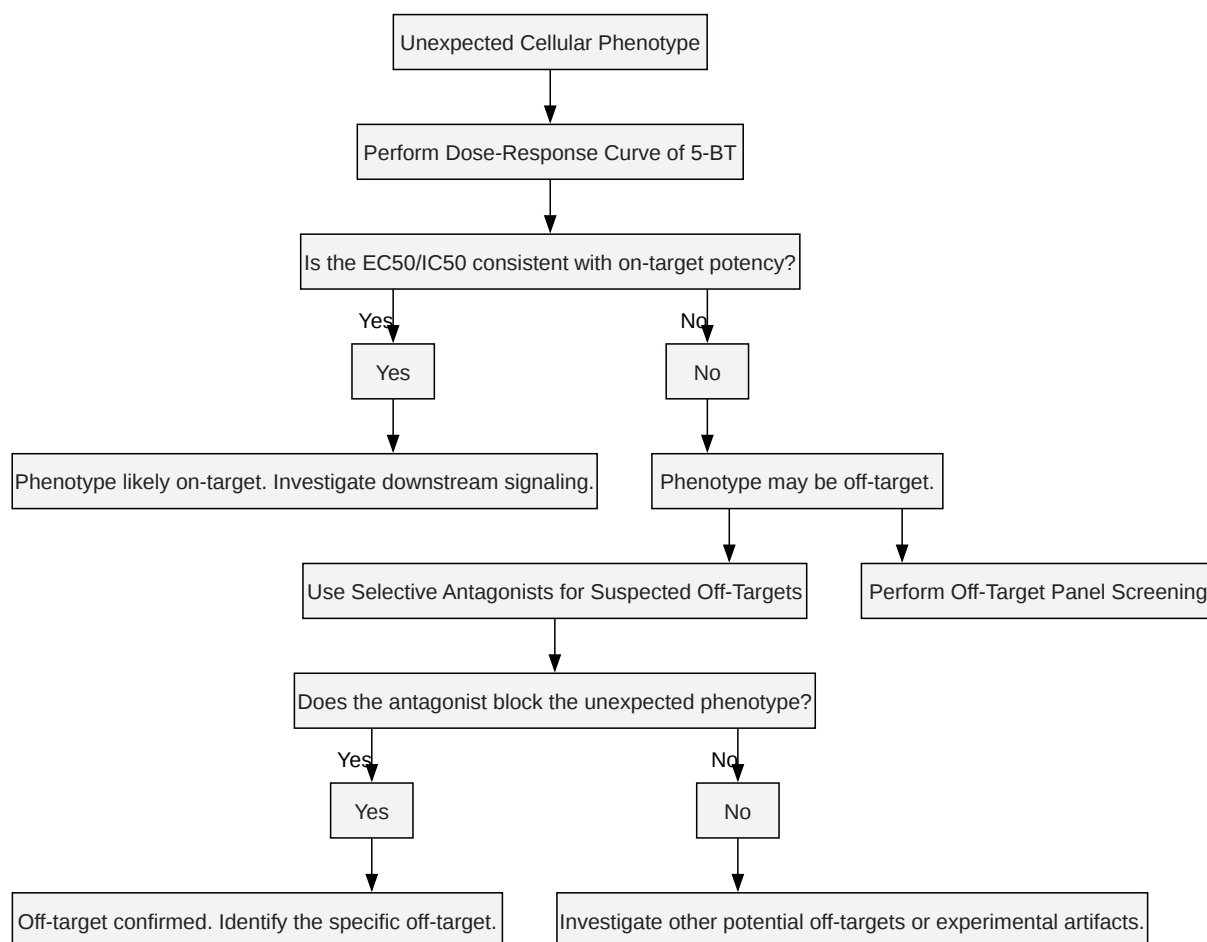 Unexpected Cellular Phenotype
Perform Dose-Response Curve of 5-BT
Is the EC50/IC50 consistent with on-target potency?
Yes
No
Yes
No
Phenotype likely on-target. Investigate downstream signaling.
Phenotype may be off-target.
Use Selective Antagonists for Suspected Off-Targets
Perform Off-Target Panel Screening
Does the antagonist block the unexpected phenotype?
Yes
No
Yes
No
Off-target confirmed. Identify the specific off-target.
Investigate other potential off-targets or experimental artifacts.